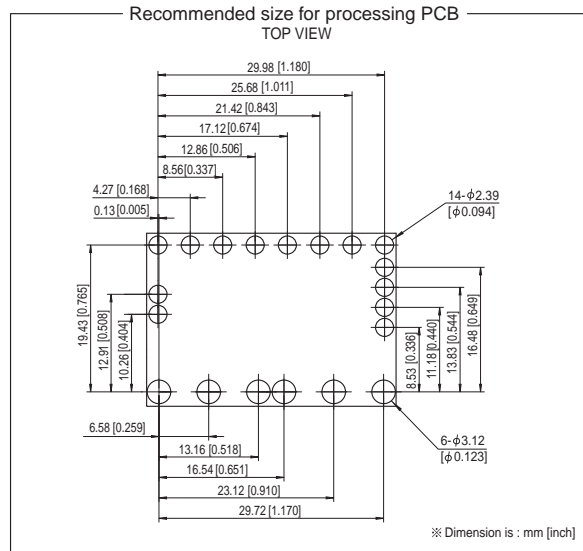 Recommended size for processing PCB
TOP VIEW
29.98 [1.180]
25.68 [1.011]
21.42 [0.843]
17.12 [0.674]
12.86 [0.506]
8.56[0.337]
4.27 [0.168]
0.13 [0.005]
14-ϕ2.39
[ϕ0.094]
19.43 [0.765]
12.91 [0.508]
10.26 [0.404]
8.53 [0.336]
11.18 [0.440]
13.83 [0.544]
16.48 [0.649]
6.58 [0.259]
13.16 [0.518]
16.54 [0.651]
23.12 [0.910]
29.72 [1.170]
6-ϕ3.12
[ϕ0.123]
※ Dimension is : mm [inch]